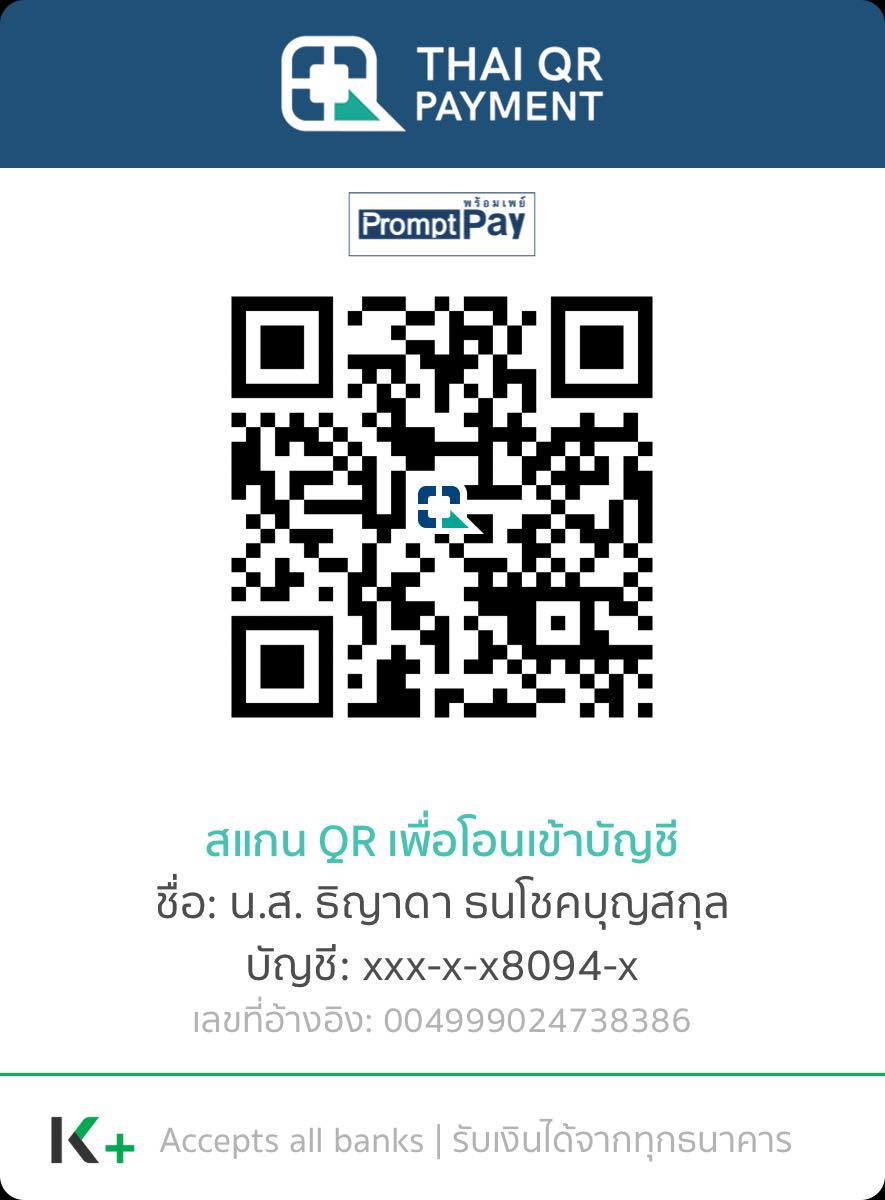 THAI QR
PAYMENT
พร้อมเพย์
PromptPay
สแกน QR เพื่อโอนเข้าบัญชี
ชื่อ: น.ส. ธิญาดา ธนโชคบุญสกุล
บัญชี: xxx-x-x8094-x
เลขที่อ้างอิง: 004999024738386
K+ Accepts all banks | รับเงินได้จากทุกธนาคาร